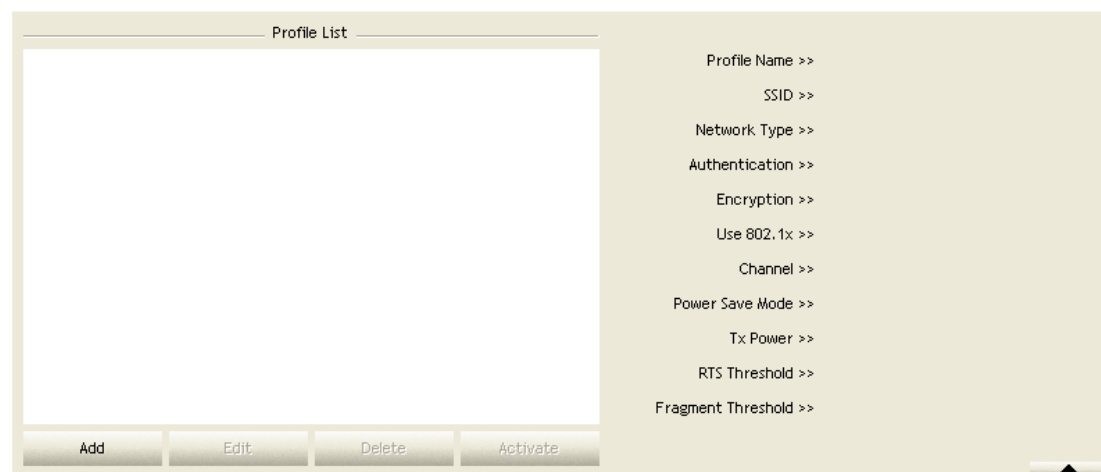 Profile List
Profile Name >>
SSID >>
Network Type >>
Authentication >>
Encryption >>
Use 802.1x >>
Channel >>
Power Save Mode >>
Tx Power >>
RTS Threshold >>
Fragment Threshold >>
Add Edit Delete Activate